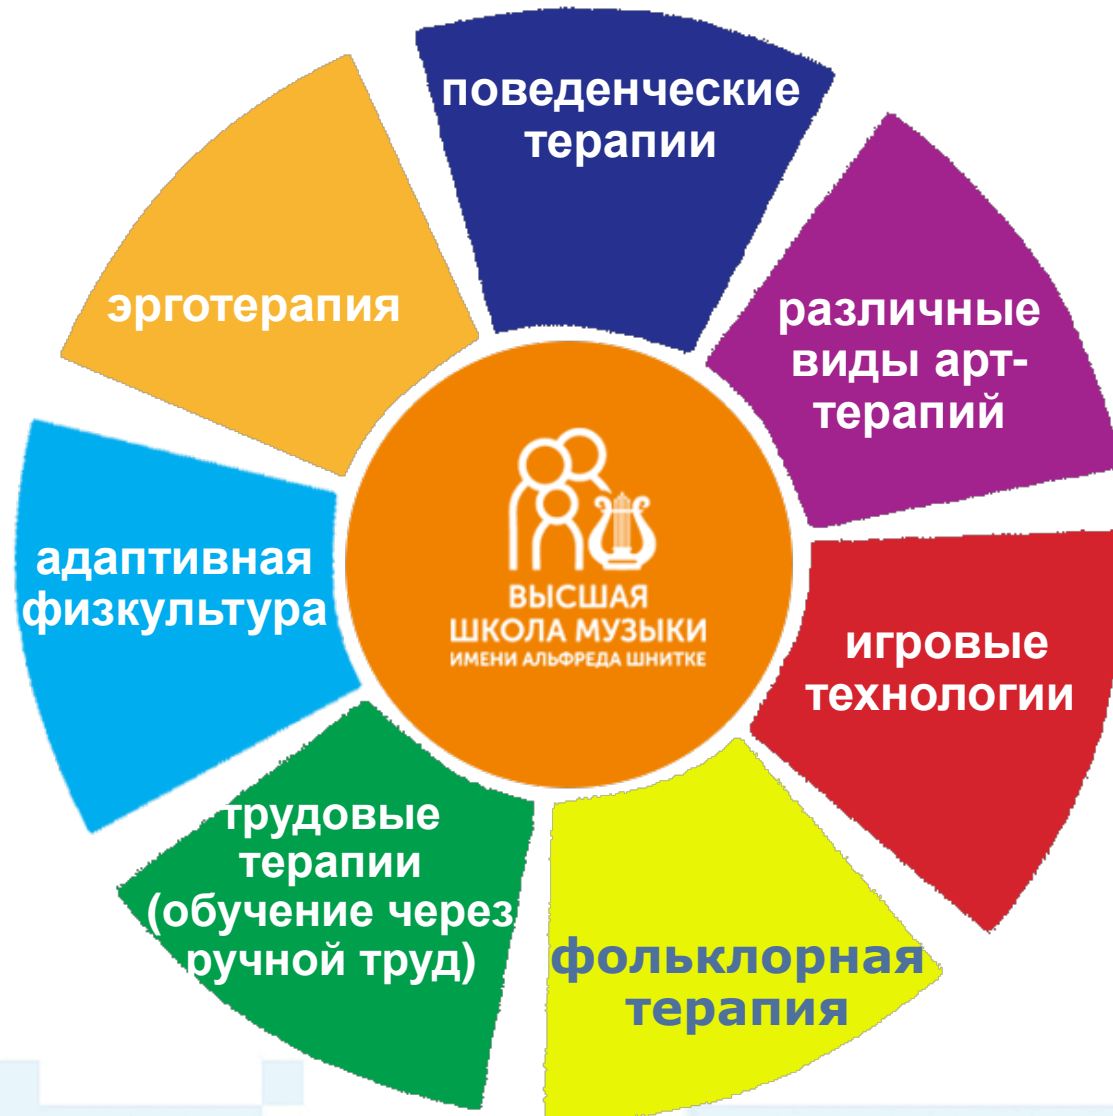 поведенческие
терапии
различные
виды арт-
терапий
игровые
технологии
фольклорная
терапия
трудовые
терапии
(обучение через
ручной труд)
адаптивная
физкультура
эрготерапия
ВЫСШАЯ
ШКОЛА МУЗЫКИ
ИМЕНИ АЛЬФРЕДА ШНИТКЕ